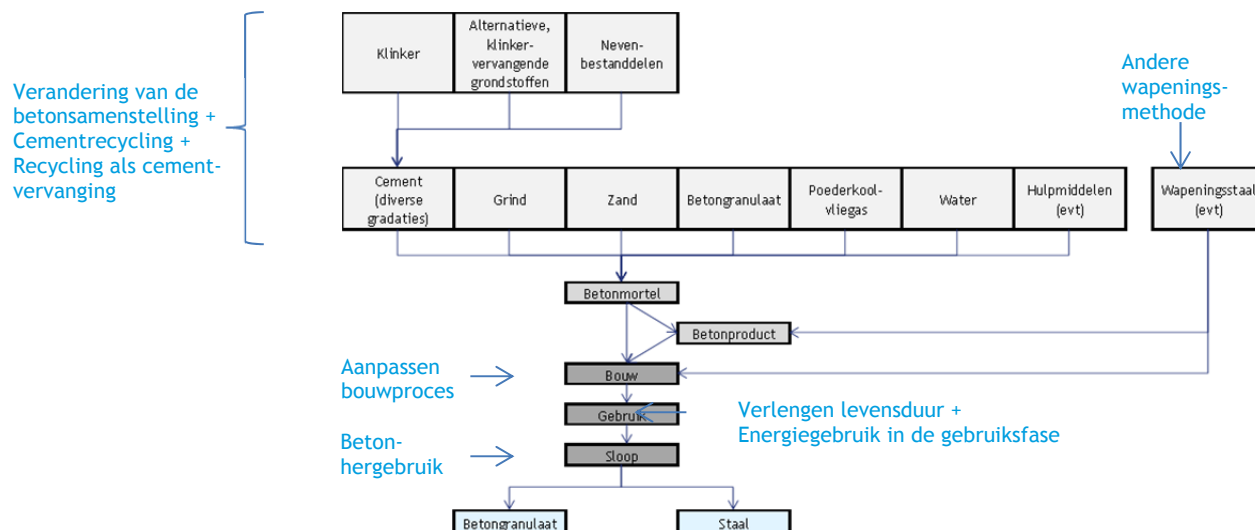 Klinker
Alternatieve,
klinker-
vervangende
grondstoffen
Neven-
bestanddelen
Verandering van de
betonsamenstelling +
Cementrecycling +
Recycling als cement-
vervanging
Andere
wapenings-
methode
Cement
(diverse
gradaties)
Grind
Zand
Betongranulaat
Poederkool-
vliegas
Water
Hulpmiddelen
(evt)
Wapeningsstaal
(evt)
Betonmortel
Betonproduct
Aanpassen
bouwproces
Bouw
Gebruik
Verlengen levensduur +
Energiegebruik in de gebruiksfase
Beton-
hergebruik
Sloop
Betongranulaat
Staal